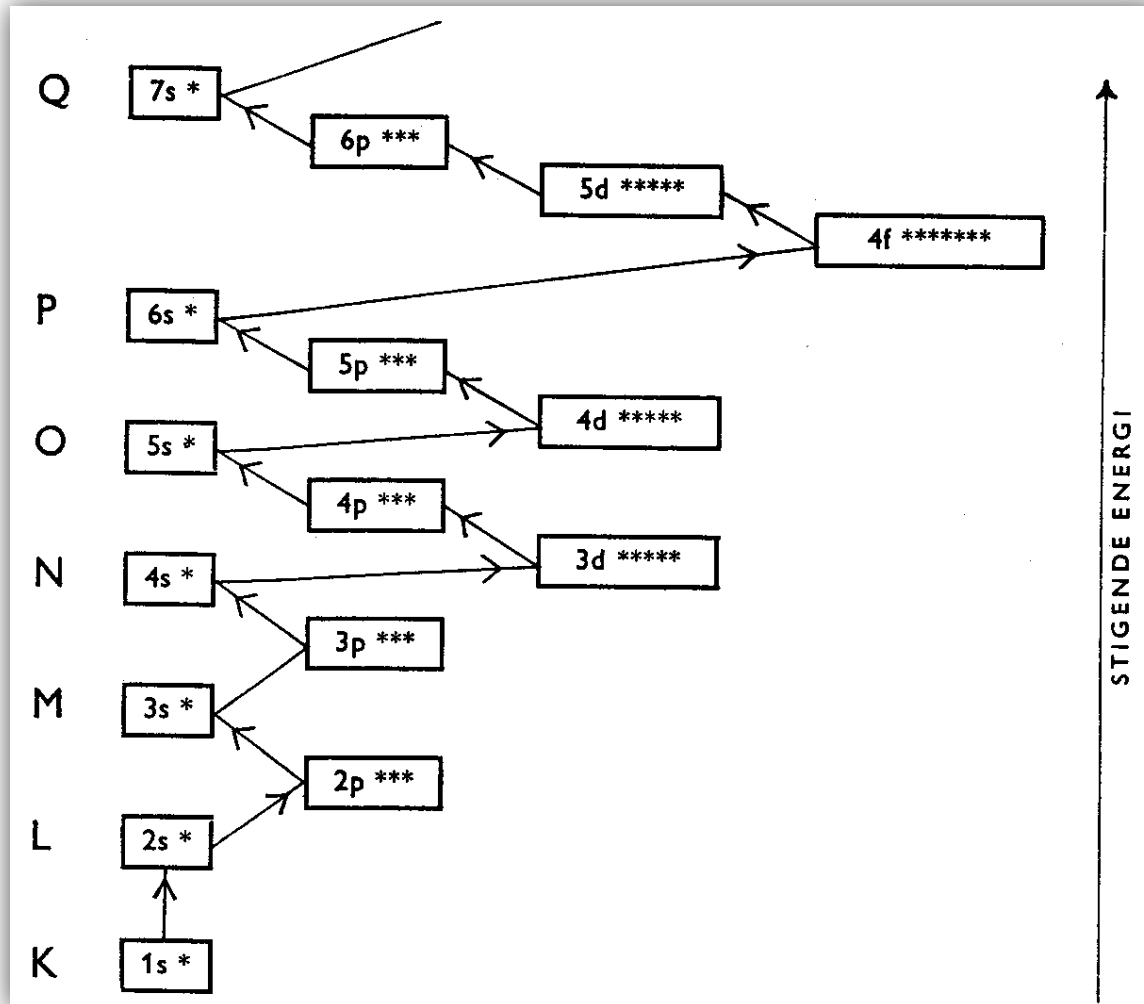 Q
7s *
6p ***
5d *****
4f *******
P
6s *
5p ***
4d *****
O
5s *
4p ***
3d *****
N
4s *
3p ***
M
3s *
2p ***
L
2s *
K
1s *
STIGENDE ENERGI